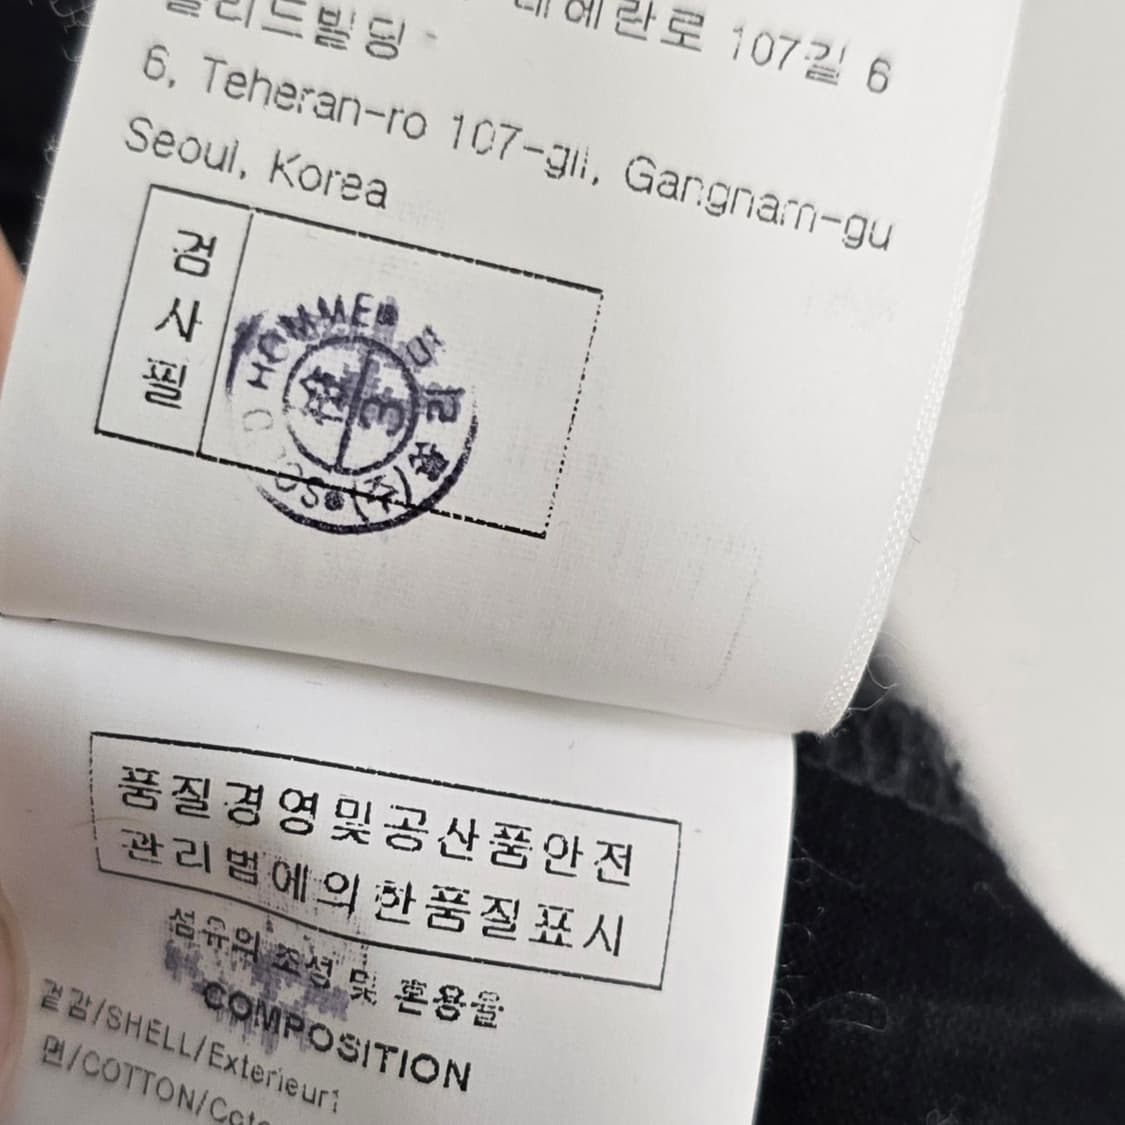 테헤란로 107길 6
빌딩
6, Teheran-ro 107-gil, Gangnam-gu
Seoul, Korea
검사필
HOMME
품질경영및공산품안전
관리법에의한품질표시
섬유의 조성 및 혼용율
COMPOSITION
겉감/SHELL/Exterieur:
면/COTTON/